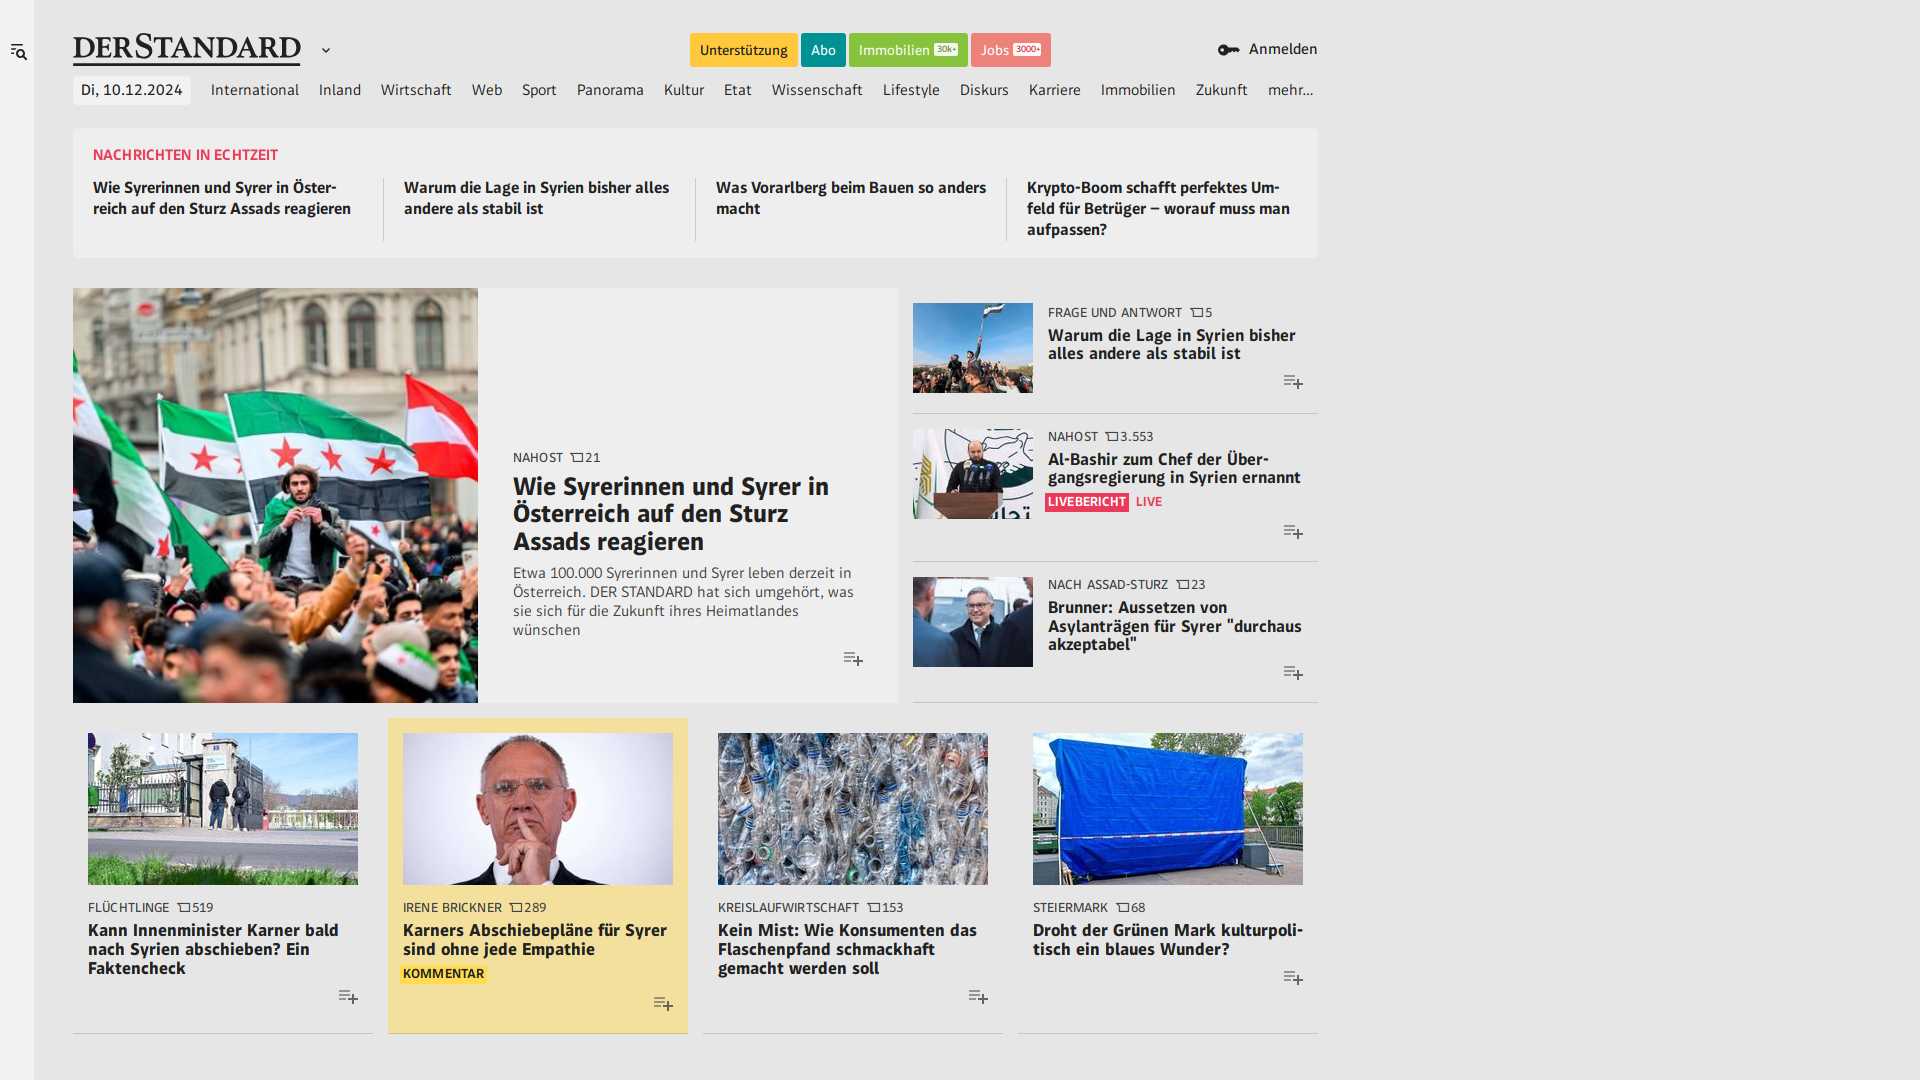 DERSTANDARD
Unterstützung
Abo
Immobilien 30k+
Jobs 3000+
Anmelden
Di, 10.12.2024
International
Inland
Wirtschaft
Web
Sport
Panorama
Kultur
Etat
Wissenschaft
Lifestyle
Diskurs
Karriere
Immobilien
Zukunft
mehr...
NACHRICHTEN IN ECHTZEIT
Wie Syrerinnen und Syrer in Öster-
reich auf den Sturz Assads reagieren
Warum die Lage in Syrien bisher alles
andere als stabil ist
Was Vorarlberg beim Bauen so anders
macht
Krypto-Boom schafft perfektes Um-
feld für Betrüger – worauf muss man
aufpassen?
NAHOST 21
Wie Syrerinnen und Syrer in
Österreich auf den Sturz
Assads reagieren
Etwa 100.000 Syrerinnen und Syrer leben derzeit in
Österreich. DER STANDARD hat sich umgehört, was
sie sich für die Zukunft ihres Heimatlandes
wünschen
FRAGE UND ANTWORT 5
Warum die Lage in Syrien bisher
alles andere als stabil ist
NAHOST 3.553
Al-Bashir zum Chef der Über-
gangsregierung in Syrien ernannt
LIVEBERICHT LIVE
NACH ASSAD-STURZ 23
Brunner: Aussetzen von
Asylanträgen für Syrer "durchaus
akzeptabel"
FLÜCHTLINGE 519
Kann Innenminister Karner bald
nach Syrien abschieben? Ein
Faktencheck
IRENE BRICKNER 289
Karners Abschiebepläne für Syrer
sind ohne jede Empathie
KOMMENTAR
KREISLAUFWIRTSCHAFT 153
Kein Mist: Wie Konsumenten das
Flaschenpfand schmackhaft
gemacht werden soll
STEIERMARK 68
Droht der Grünen Mark kulturpoli-
tisch ein blaues Wunder?